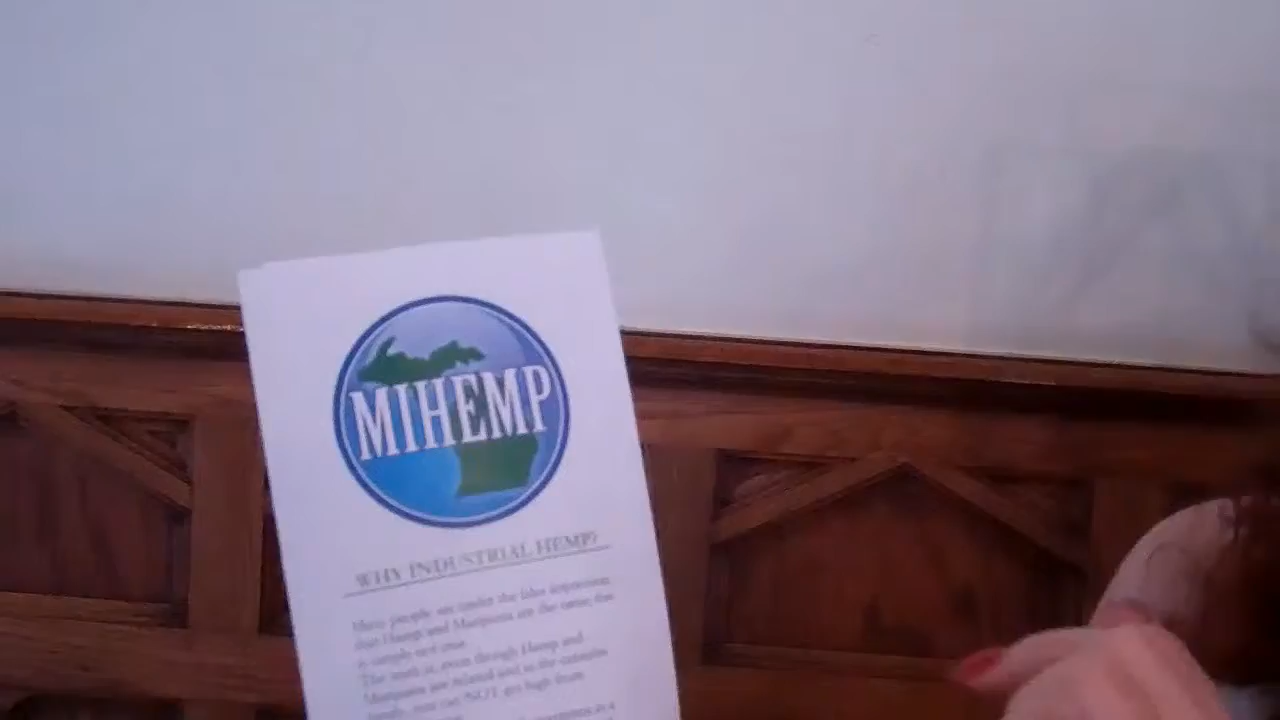 MIHEMP
WHY INDUSTRIAL HEMP?
Many people are under the false impression
that Hemp and Marijuana are the same, this
is simply not true.
The truth is, even though Hemp and
Marijuana are related and in the cannabis
family, you can NOT get high from